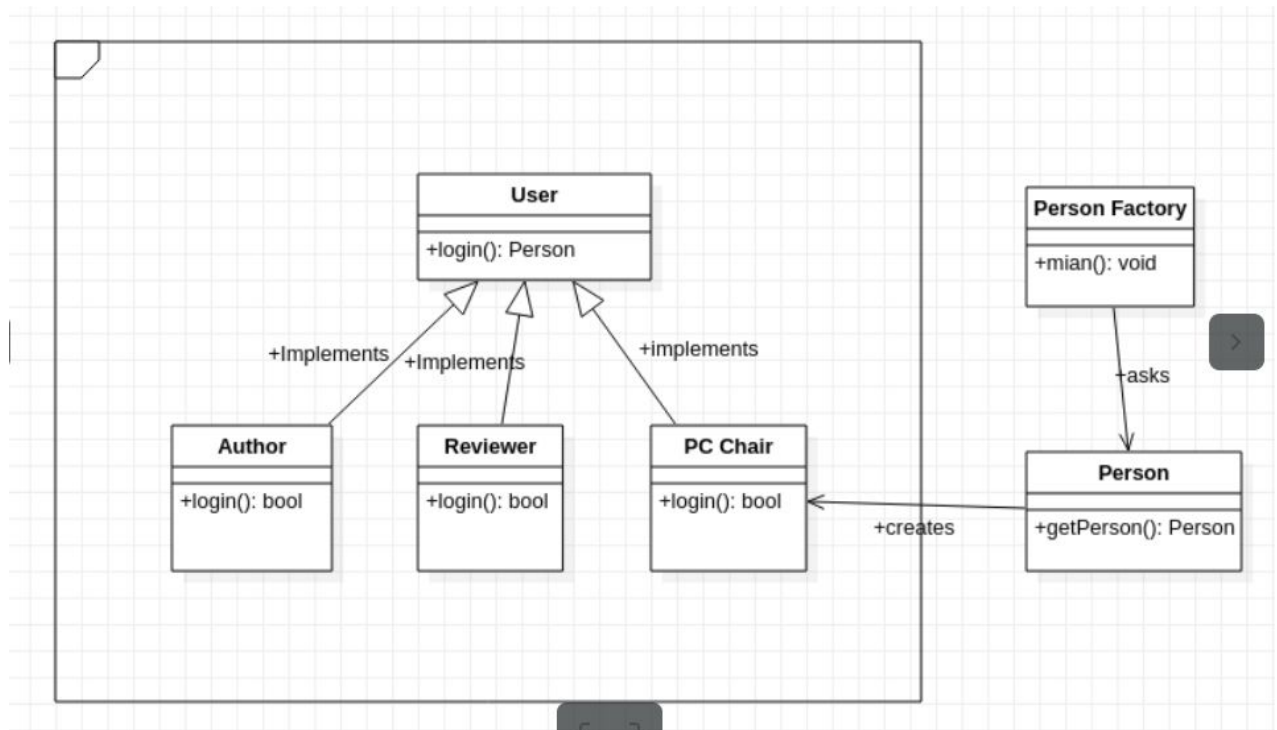 User
+login(): Person
Person Factory
+mian(): void
+Implements
+Implements
+implements
+asks
Author
+login(): bool
Reviewer
+login(): bool
PC Chair
+login(): bool
+creates
Person
+getPerson(): Person